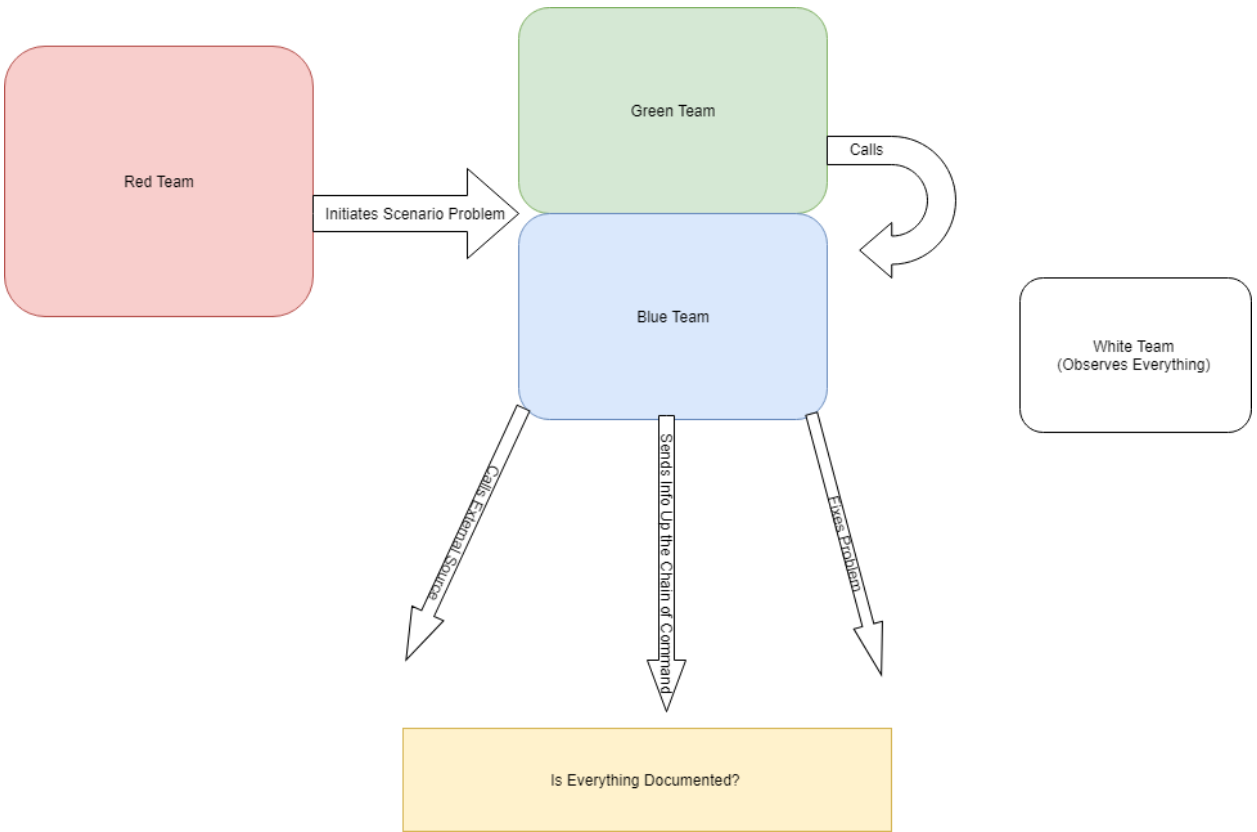 Green Team
Red Team
Calls
Initiates Scenario Problem
Blue Team
White Team
(Observes Everything)
Calls External Source
Sends Info Up the Chain of Command
Fixes Problem
Is Everything Documented?